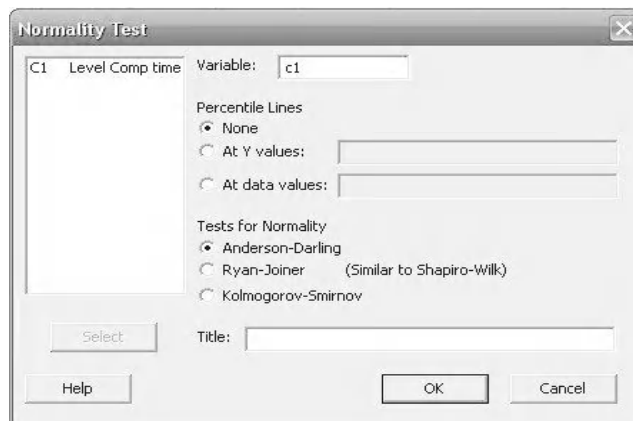 Normality Test
C1 Level Comp time
Variable: c1
Percentile Lines
None
At Y values:
At data values:
Tests for Normality
Anderson-Darling
Ryan-Joiner (Similar to Shapiro-Wilk)
Kolmogorov-Smirnov
Select
Title:
Help
OK
Cancel